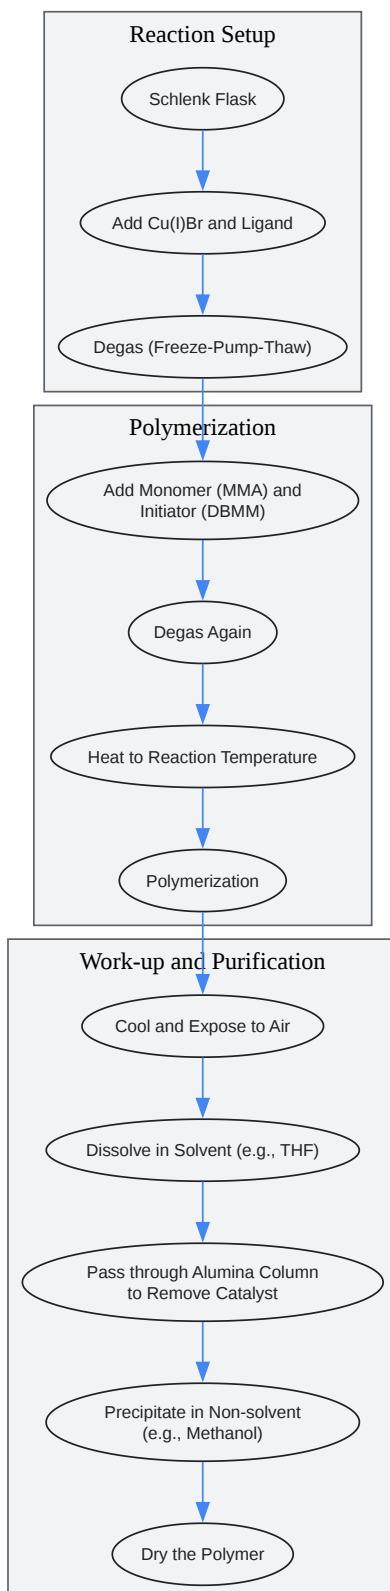 Reaction Setup
Schlenk Flask
Add Cu(I)Br and Ligand
Degas (Freeze-Pump-Thaw)
Polymerization
Add Monomer (MMA) and
Initiator (DBMM)
Degas Again
Heat to Reaction Temperature
Polymerization
Work-up and Purification
Cool and Expose to Air
Dissolve in Solvent (e.g., THF)
Pass through Alumina Column
to Remove Catalyst
Precipitate in Non-solvent
(e.g., Methanol)
Dry the Polymer